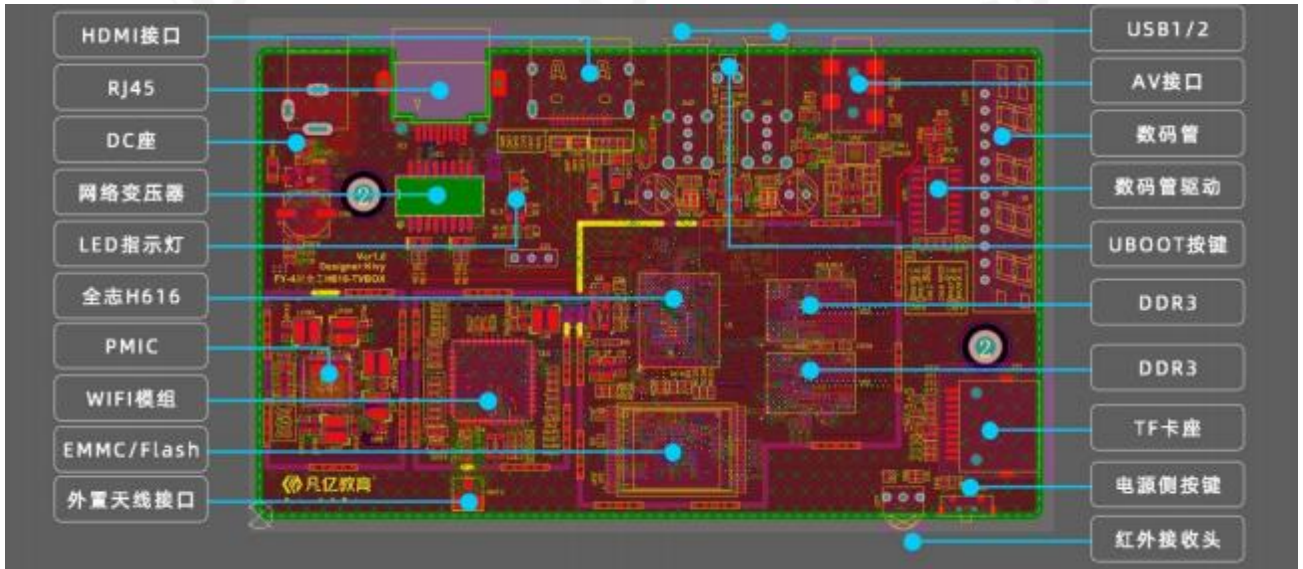 HDMI接口
RJ45
DC座
网络变压器
LED指示灯
全志H616
PMIC
WIFI模组
EMMC/Flash
外置天线接口
USB1/2
AV接口
数码管
数码管驱动
UBOOT按键
DDR3
DDR3
TF卡座
电源侧按键
红外接收头
②
②
Ver1.0
凡亿教育